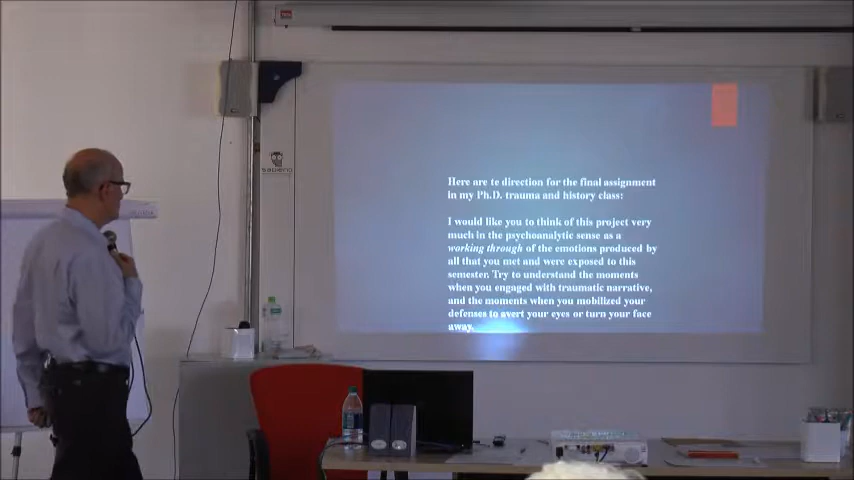 sapienō
Here are te direction for the final assignment
in my Ph.D. trauma and history class:
I would like you to think of this project very
much in the psychoanalytic sense as a
working through of the emotions produced by
all that you met and were exposed to this
semester. Try to understand the moments
when you engaged with traumatic narrative,
and the moments when you mobilized your
defenses to avert your eyes or turn your face
away.